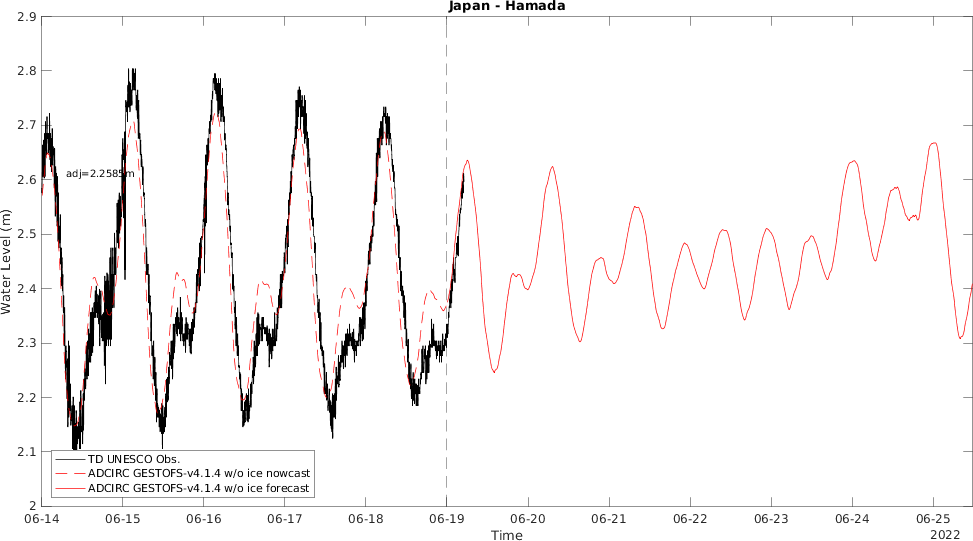 Japan - Hamada
2.9
2.8
2.7
2.6
2.5
2.4
2.3
2.2
2.1
2
Water Level (m)
adj=2.2585m
TD UNESCO Obs.
ADCIRC GESTOFS-v4.1.4 w/o ice nowcast
ADCIRC GESTOFS-v4.1.4 w/o ice forecast
06-14 06-15 06-16 06-17 06-18 06-19 06-20 06-21 06-22 06-23 06-24 06-25
Time
2022